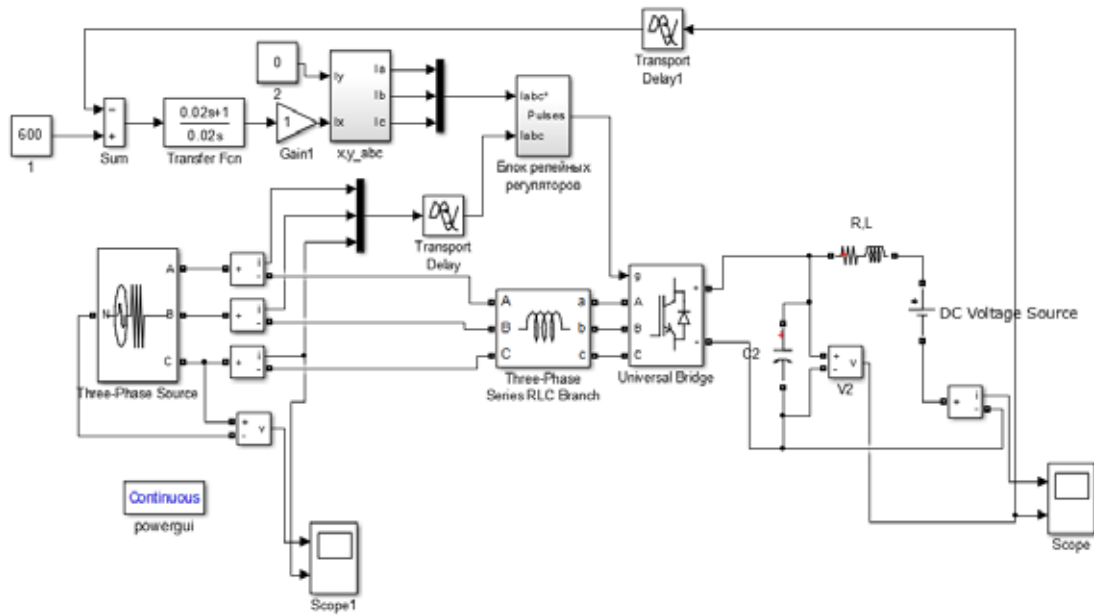 Transport
Delay1
0
2
Iy
Ix
Ia
Ib
Ic
x,y_abc
Iabc*
Pulses
Iabc
Блок релейных
регуляторов
600
1
−
+
Sum
0.02s+1
0.02s
Transfer Fcn
1
Gain1
Transport
Delay
R,L
N
A
B
C
Three-Phase Source
+
i
-
+
i
-
+
i
-
A
B
C
a
b
c
Three-Phase
Series RLC Branch
g
A
B
C
+
-
Universal Bridge
C2
+
-
v
V2
DC Voltage Source
+
i
-
+
-
v
Continuous
powergui
Scope1
Scope